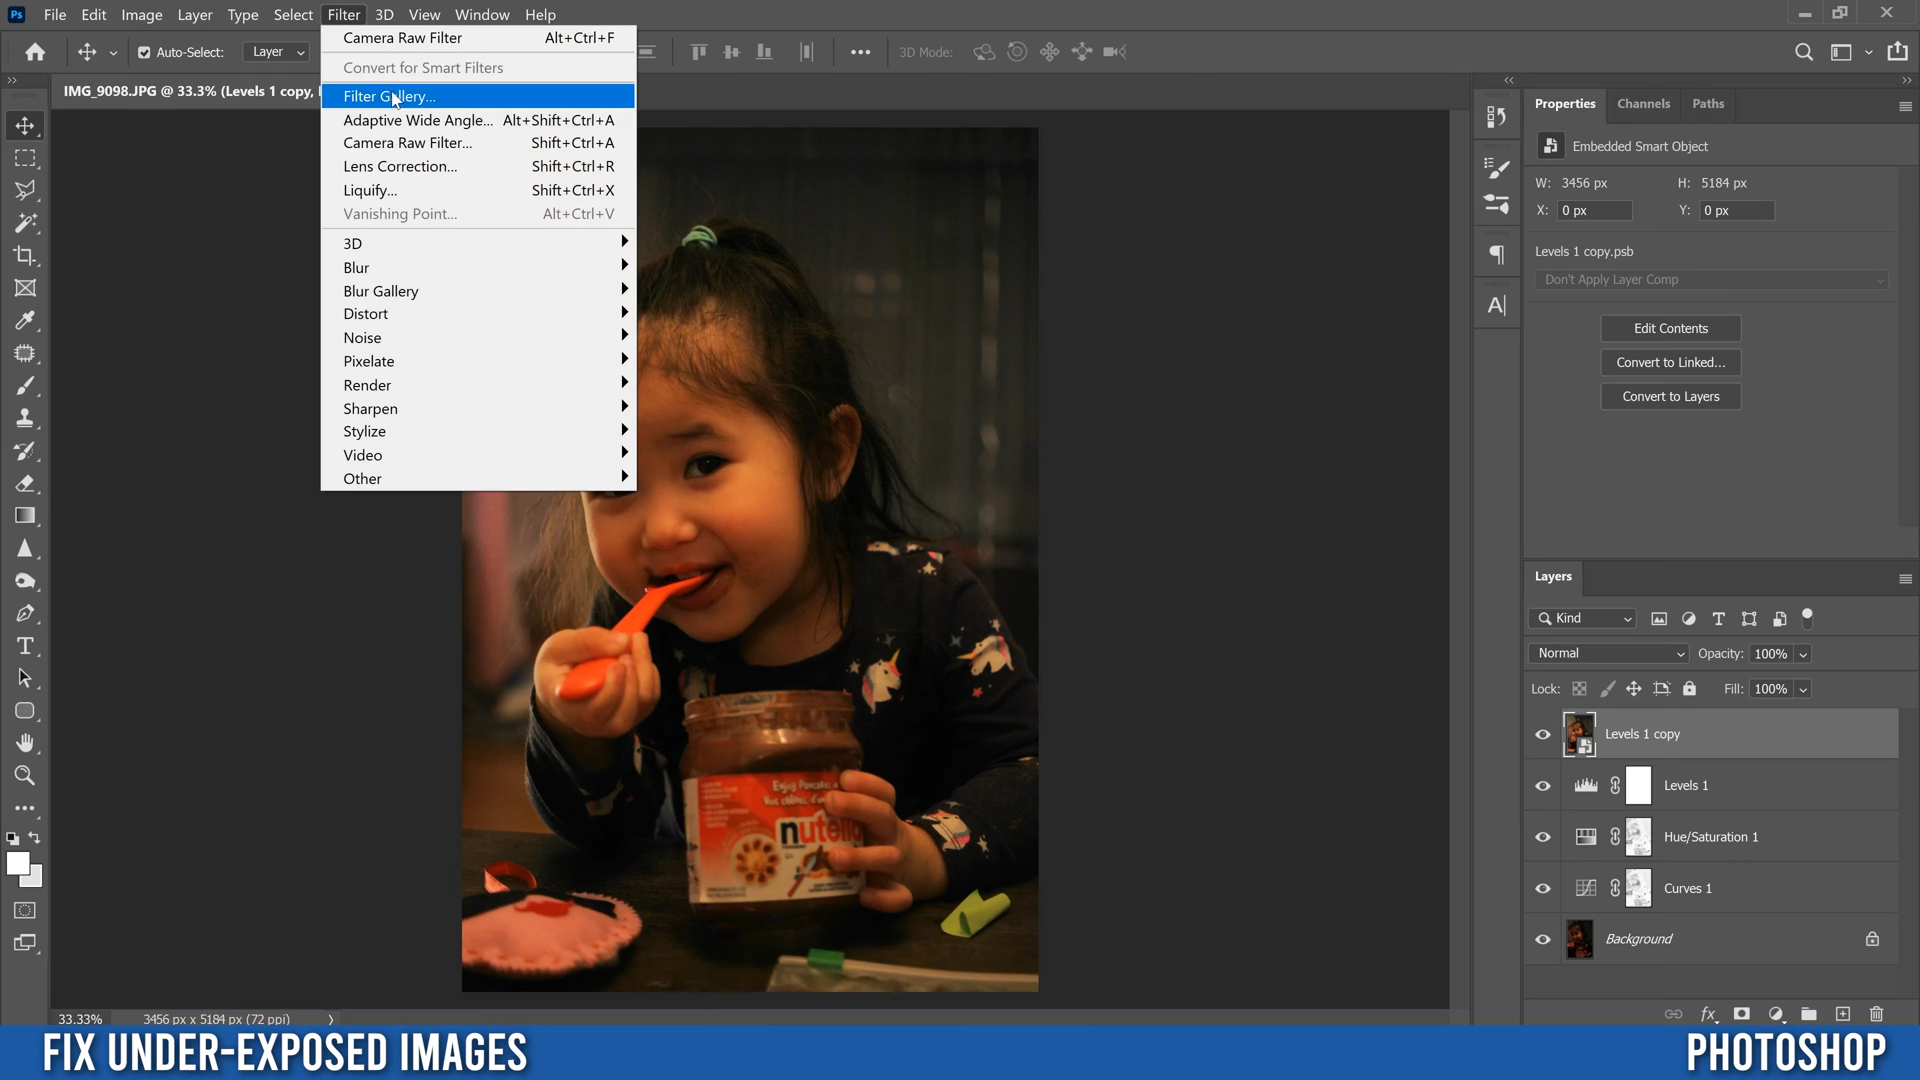 Ps File Edit Image Layer Type Select Filter 3D View Window Help
Auto-Select: Layer 3D Mode:
IMG_9098.JPG @ 33.3% (Levels 1 copy,
Camera Raw Filter Alt+Ctrl+F
Convert for Smart Filters
Filter Gallery...
Adaptive Wide Angle... Alt+Shift+Ctrl+A
Camera Raw Filter... Shift+Ctrl+A
Lens Correction... Shift+Ctrl+R
Liquify... Shift+Ctrl+X
Vanishing Point... Alt+Ctrl+V
3D
Blur
Blur Gallery
Distort
Noise
Pixelate
Render
Sharpen
Stylize
Video
Other
Enjoy Pancakes
nutella
Properties Channels Paths
Embedded Smart Object
W: 3456 px H: 5184 px
X: 0 px Y: 0 px
Levels 1 copy.psb
Don't Apply Layer Comp
Edit Contents
Convert to Linked...
Convert to Layers
Layers
Kind
Normal Opacity: 100%
Lock: Fill: 100%
Levels 1 copy
Levels 1
Hue/Saturation 1
Curves 1
Background
fx
33.33% 3456 px x 5184 px (72 ppi)
FIX UNDER-EXPOSED IMAGES
PHOTOSHOP